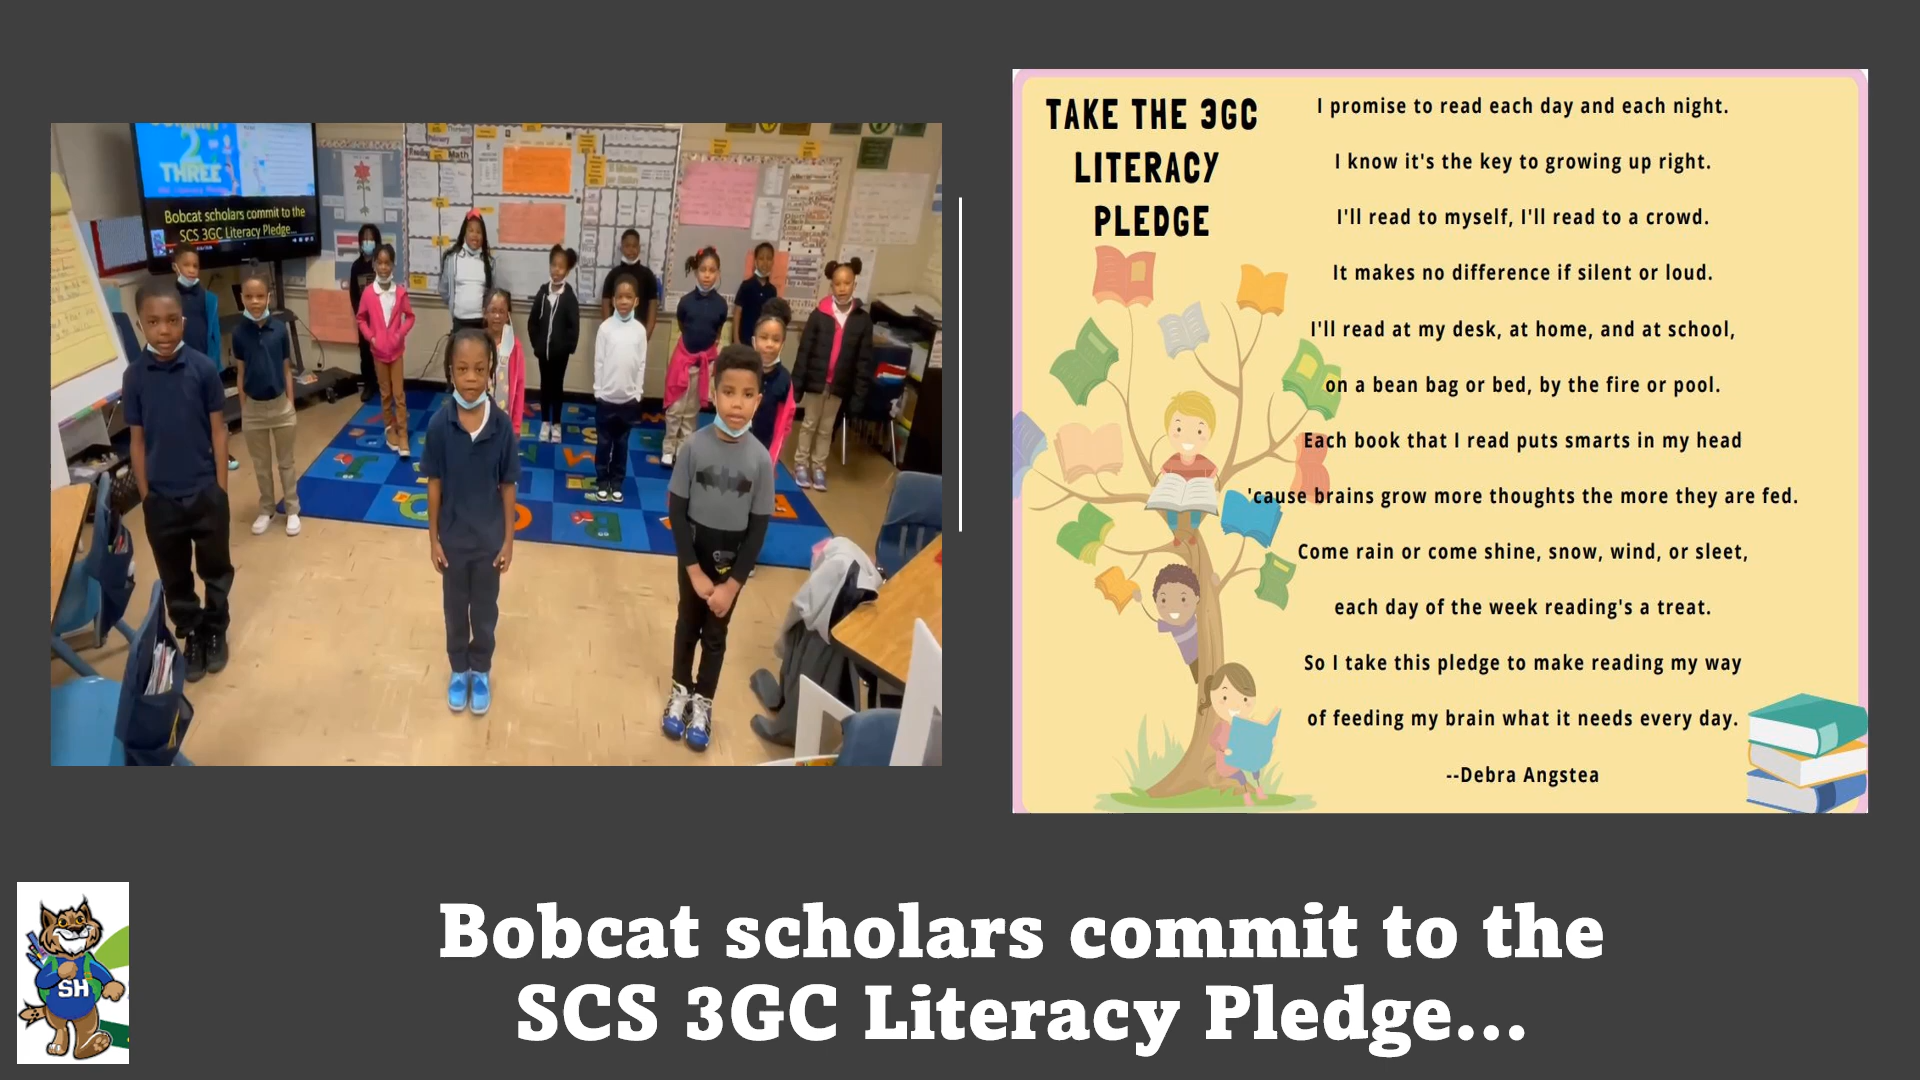 2
THREE
Bobcat scholars commit to the
SCS 3GC Literacy Pledge...
Math
TAKE THE 3GC
LITERACY
PLEDGE
I promise to read each day and each night.
I know it's the key to growing up right.
I'll read to myself, I'll read to a crowd.
It makes no difference if silent or loud.
I'll read at my desk, at home, and at school,
on a bean bag or bed, by the fire or pool.
Each book that I read puts smarts in my head
'cause brains grow more thoughts the more they are fed.
Come rain or come shine, snow, wind, or sleet,
each day of the week reading's a treat.
So I take this pledge to make reading my way
of feeding my brain what it needs every day.
--Debra Angstea
SH
Bobcat scholars commit to the
SCS 3GC Literacy Pledge...